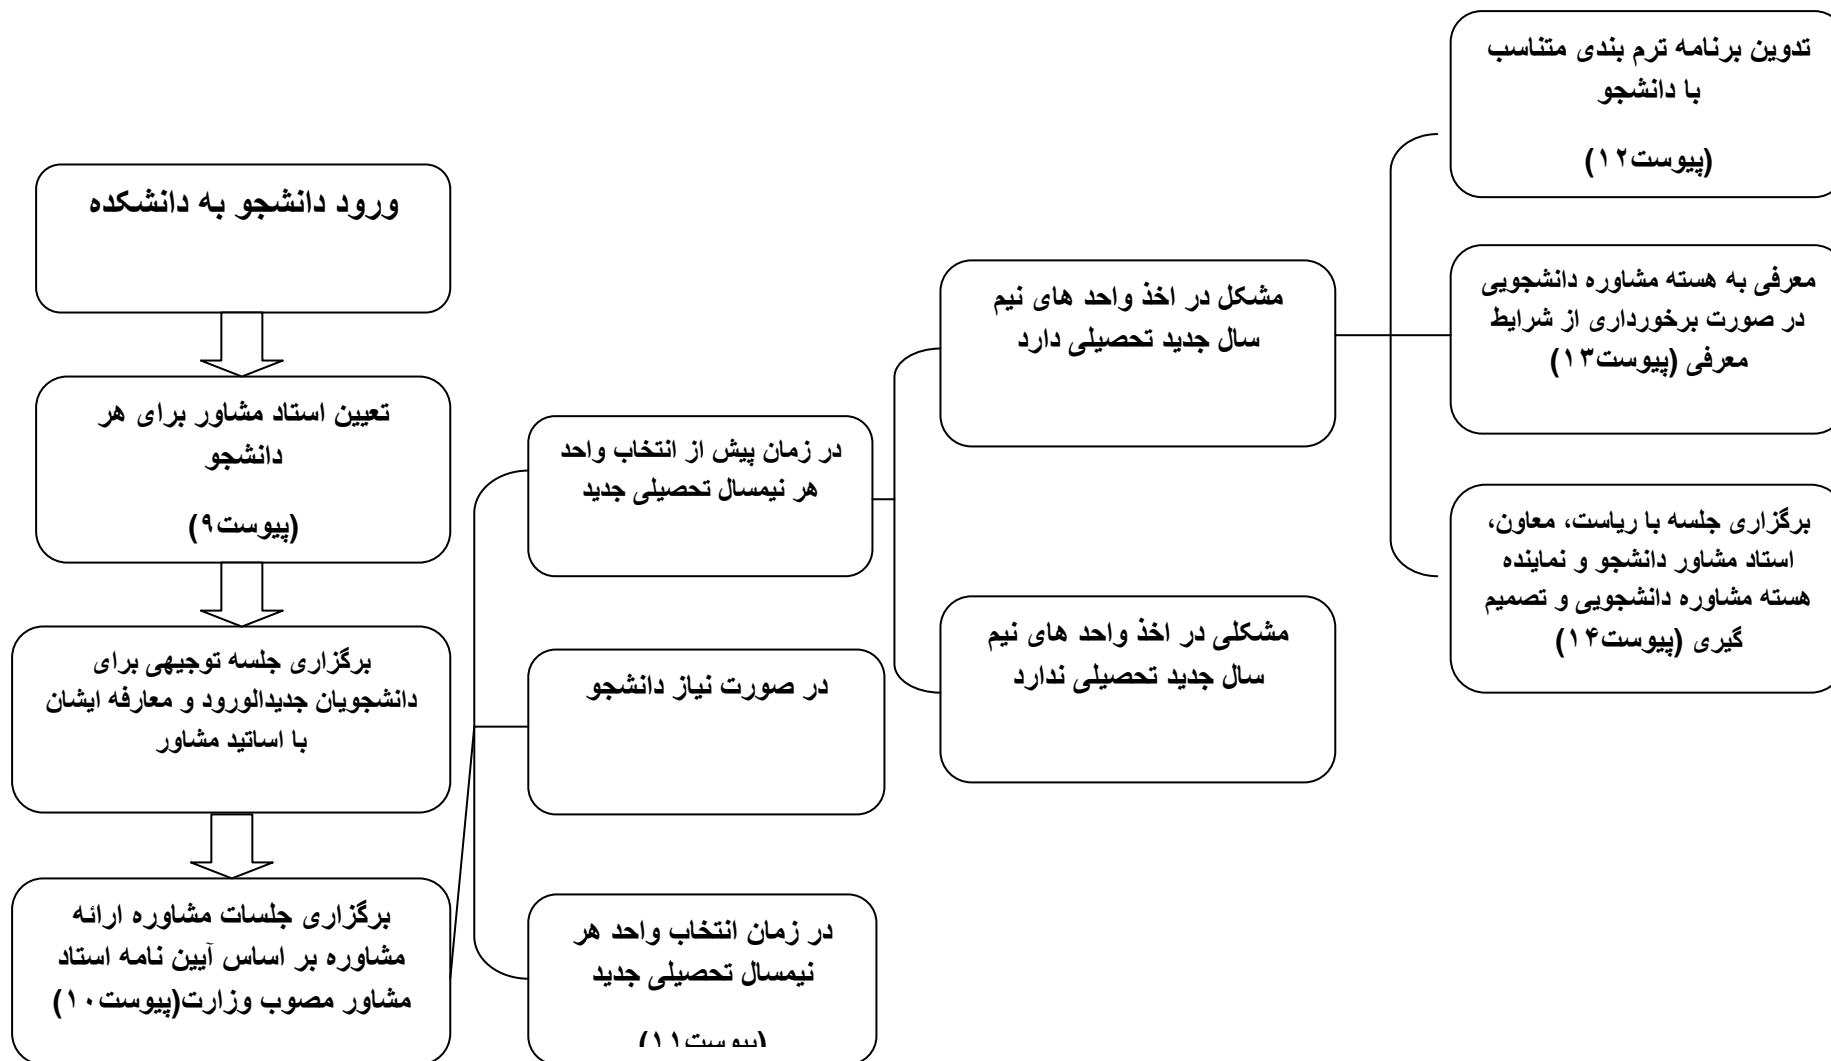 ورود دانشجو به دانشکده
تعیین استاد مشاور برای هر
دانشجو
(پیوست۹)
برگزاری جلسه توجیهی برای
دانشجویان جدیدالورود و معارفه ایشان
با اساتید مشاور
برگزاری جلسات مشاوره ارائه
مشاوره بر اساس آیین نامه استاد
مشاور مصوب وزارت(پیوست۱۰)
در زمان پیش از انتخاب واحد
هر نیمسال تحصیلی جدید
در صورت نیاز دانشجو
در زمان انتخاب واحد هر
نیمسال تحصیلی جدید
(پیوست۱۱)
مشکل در اخذ واحد های نیم
سال جدید تحصیلی دارد
مشکلی در اخذ واحد های نیم
سال جدید تحصیلی ندارد
تدوین برنامه ترم بندی متناسب
با دانشجو
(پیوست۱۲)
معرفی به هسته مشاوره دانشجویی
در صورت برخورداری از شرایط
معرفی (پیوست۱۳)
برگزاری جلسه با ریاست، معاون،
استاد مشاور دانشجو و نماینده
هسته مشاوره دانشجویی و تصمیم
گیری (پیوست۱۴)